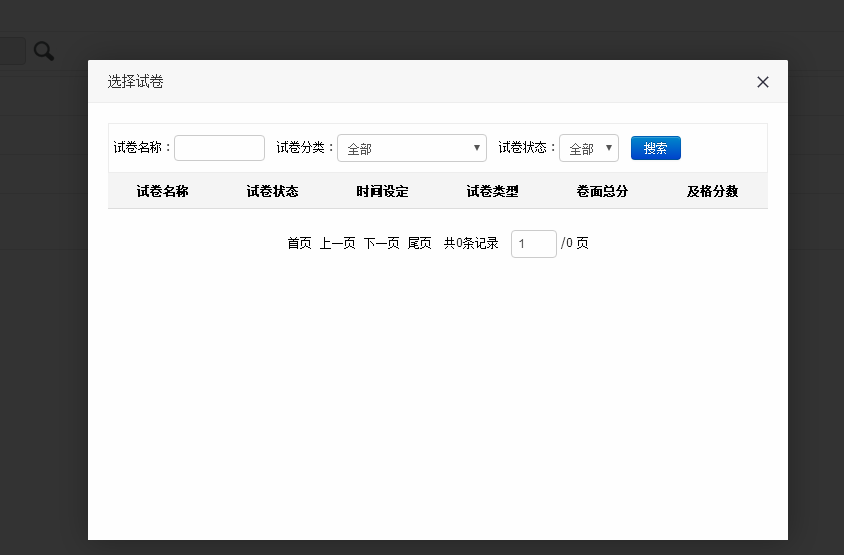 选择试卷
试卷名称： 试卷分类： 全部 试卷状态： 全部 搜索
试卷名称 试卷状态 时间设定 试卷类型 卷面总分 及格分数
首页 上一页 下一页 尾页 共0条记录 1 /0 页